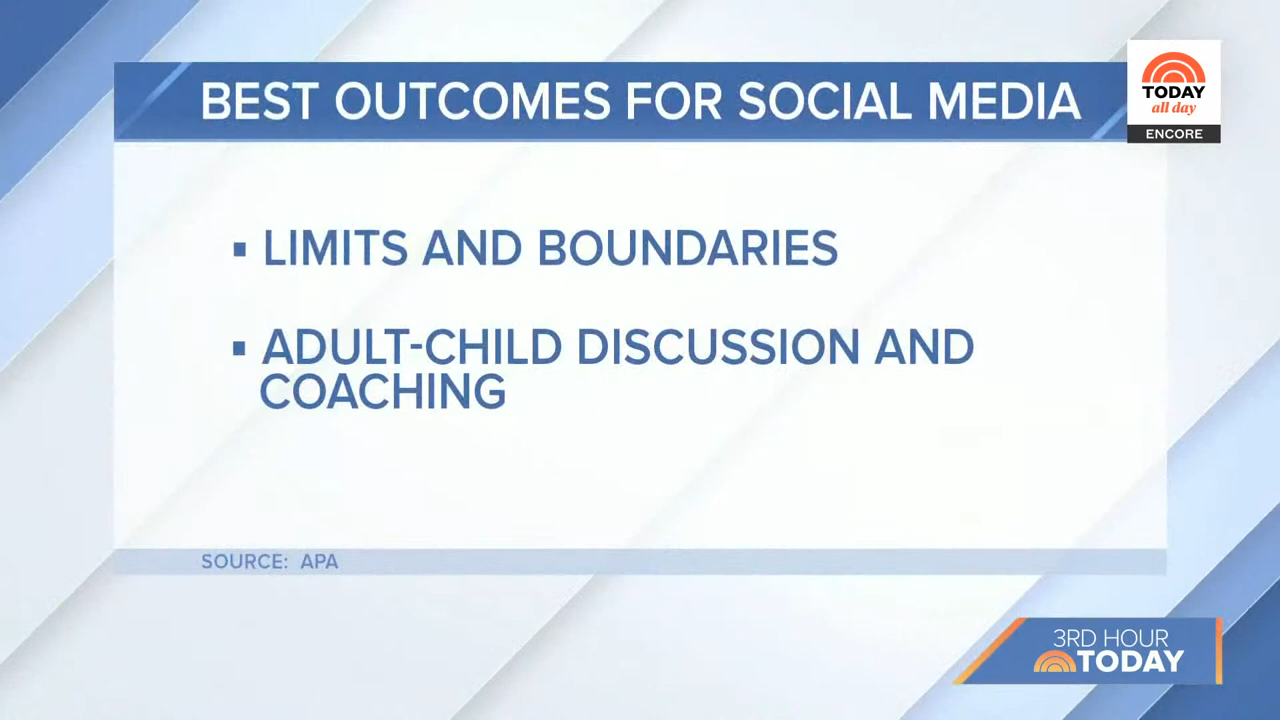 BEST OUTCOMES FOR SOCIAL MEDIA
TODAY
all day
ENCORE
▪ LIMITS AND BOUNDARIES
▪ ADULT-CHILD DISCUSSION AND
COACHING
SOURCE: APA
3RD HOUR
TODAY